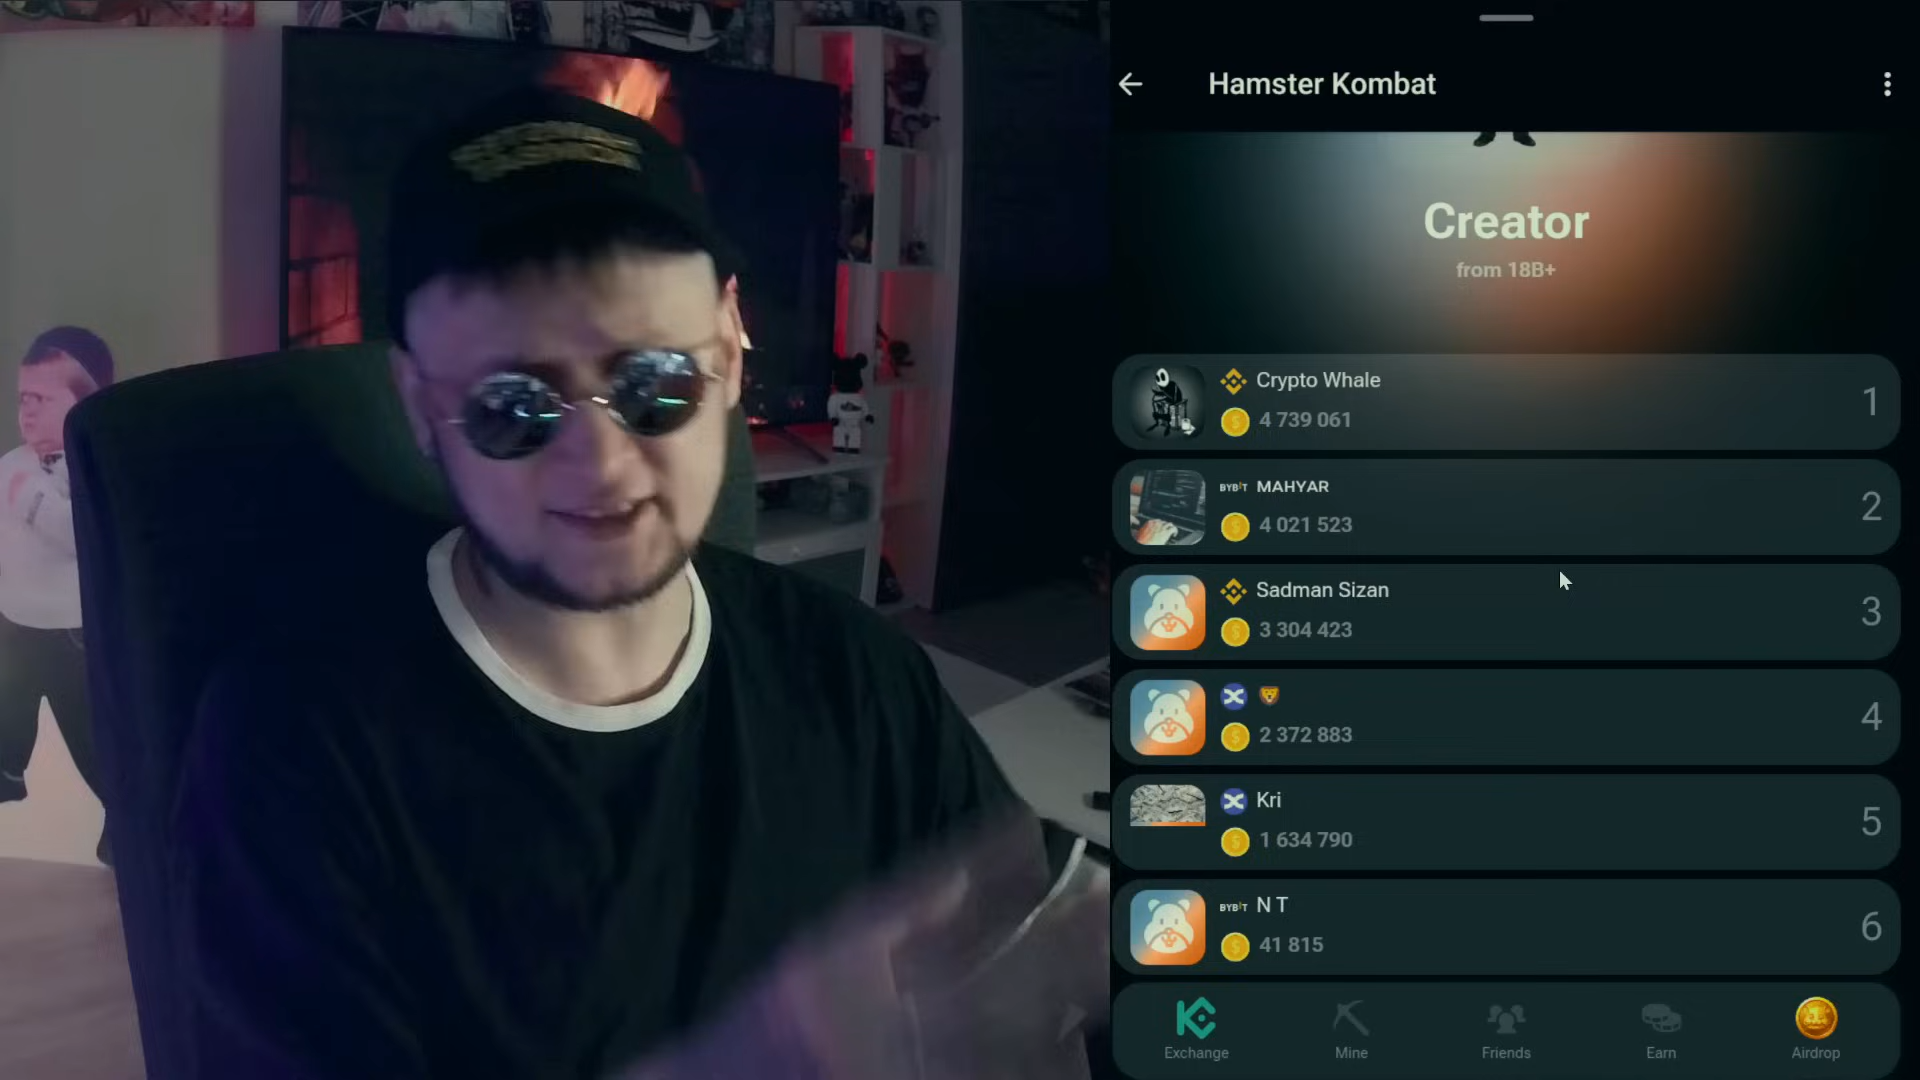 Hamster Kombat
Creator
from 18B+
Crypto Whale
4 739 061
1
BYBIT MAHYAR
4 021 523
2
Sadman Sizan
3 304 423
3
2 372 883
4
Kri
1 634 790
5
BYBIT N T
41 815
6
Exchange
Mine
Friends
Earn
Airdrop